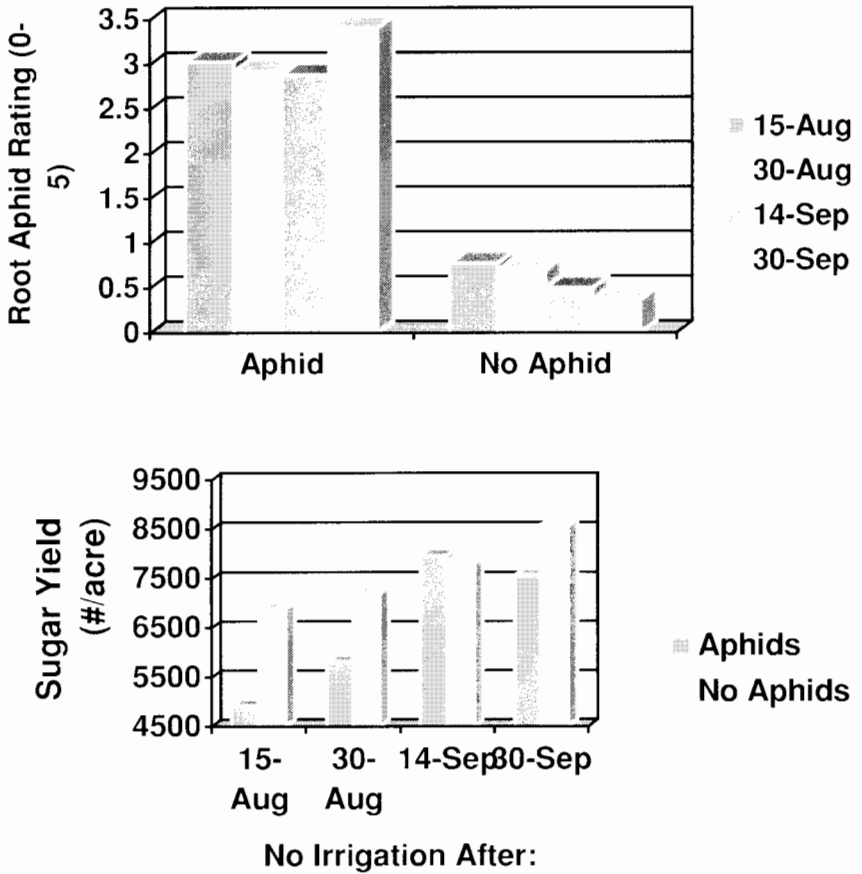 Root Aphid Rating (0-
5)
3.5
3
2.5
2
1.5
1
0.5
0
Aphid No Aphid
15-Aug
30-Aug
14-Sep
30-Sep
Sugar Yield
(#/acre)
9500
8500
7500
6500
5500
4500
15- 30- 14-Sep 30-Sep
Aug Aug
No Irrigation After:
Aphids
No Aphids